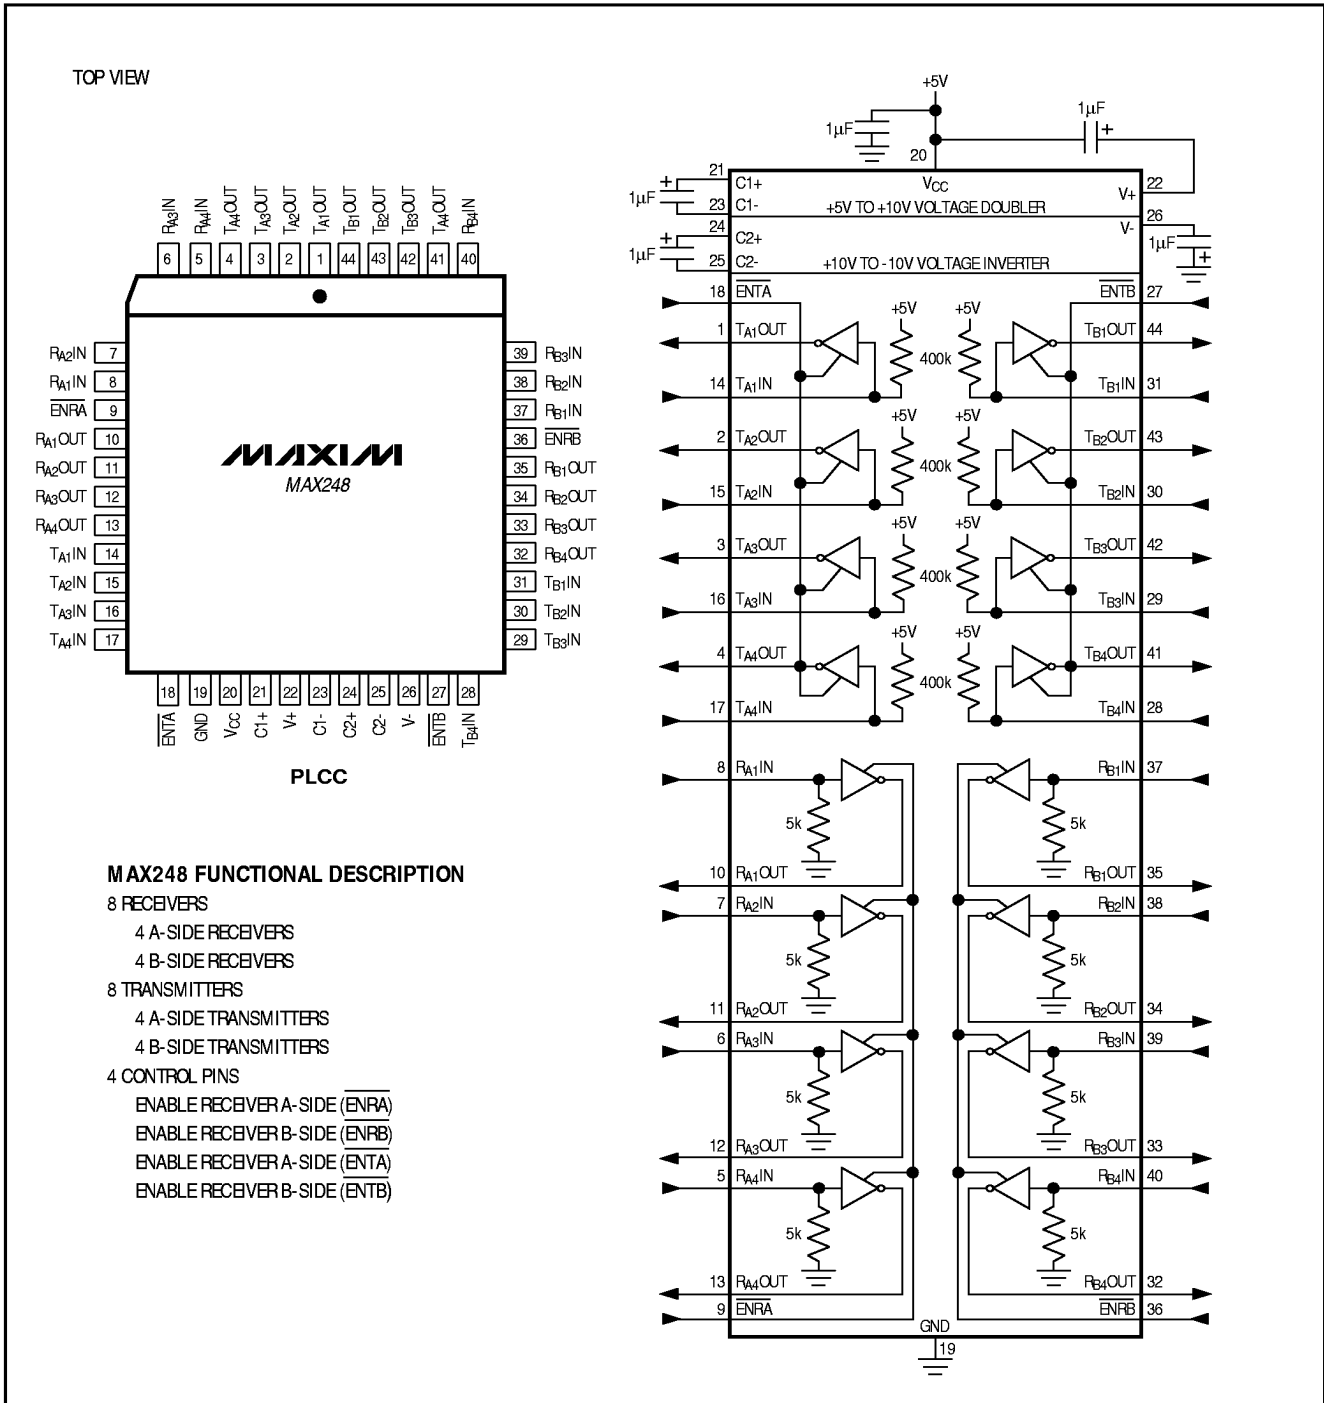 TOP VIEW
RA3IN
RA4IN
TA4OUT
TA3OUT
TA2OUT
TA1OUT
TB1OUT
TB2OUT
TB3OUT
TA4OUT
RB4IN
6 5 4 3 2 1 44 43 42 41 40
RA2IN 7
RA1IN 8
ENRA 9
RA1OUT 10
RA2OUT 11
RA3OUT 12
RA4OUT 13
TA1IN 14
TA2IN 15
TA3IN 16
TA4IN 17
MAXIM
MAX248
39 RB3IN
38 RB2IN
37 RB1IN
36 ENRB
35 RB1OUT
34 RB2OUT
33 RB3OUT
32 RB4OUT
31 TB1IN
30 TB2IN
29 TB3IN
18 19 20 21 22 23 24 25 26 27 28
ENTA
GND
VCC
C1+
V+
C1-
C2+
C2-
V-
ENTB
TB4IN
PLCC
MAX248 FUNCTIONAL DESCRIPTION
8 RECEIVERS
4 A-SIDE RECEIVERS
4 B-SIDE RECEIVERS
8 TRANSMITTERS
4 A-SIDE TRANSMITTERS
4 B-SIDE TRANSMITTERS
4 CONTROL PINS
ENABLE RECEIVER A-SIDE (ENRA)
ENABLE RECEIVER B-SIDE (ENRB)
ENABLE RECEIVER A-SIDE (ENTA)
ENABLE RECEIVER B-SIDE (ENTB)
+5V
1µF
1µF +
20
21 C1+ VCC V+ 22
+ 1µF
23 C1- +5V TO +10V VOLTAGE DOUBLER
26
24 C2+ V-
+ 1µF
1µF +
25 C2- +10V TO -10V VOLTAGE INVERTER
18 ENTA ENTB 27
+5V +5V
1 TA1OUT TB1OUT 44
400k
14 TA1IN TB1IN 31
+5V
2 TA2OUT TB2OUT 43
400k
15 TA2IN TB2IN 30
+5V
3 TA3OUT TB3OUT 42
400k
16 TA3IN TB3IN 29
+5V
4 TA4OUT TB4OUT 41
400k
17 TA4IN TB4IN 28
8 RA1IN RB1IN 37
5k 5k
10 RA1OUT RB1OUT 35
7 RA2IN RB2IN 38
5k 5k
11 RA2OUT RB2OUT 34
6 RA3IN RB3IN 39
5k 5k
12 RA3OUT RB3OUT 33
5 RA4IN RB4IN 40
5k 5k
13 RA4OUT RB4OUT 32
9 ENRA ENRB 36
GND
19